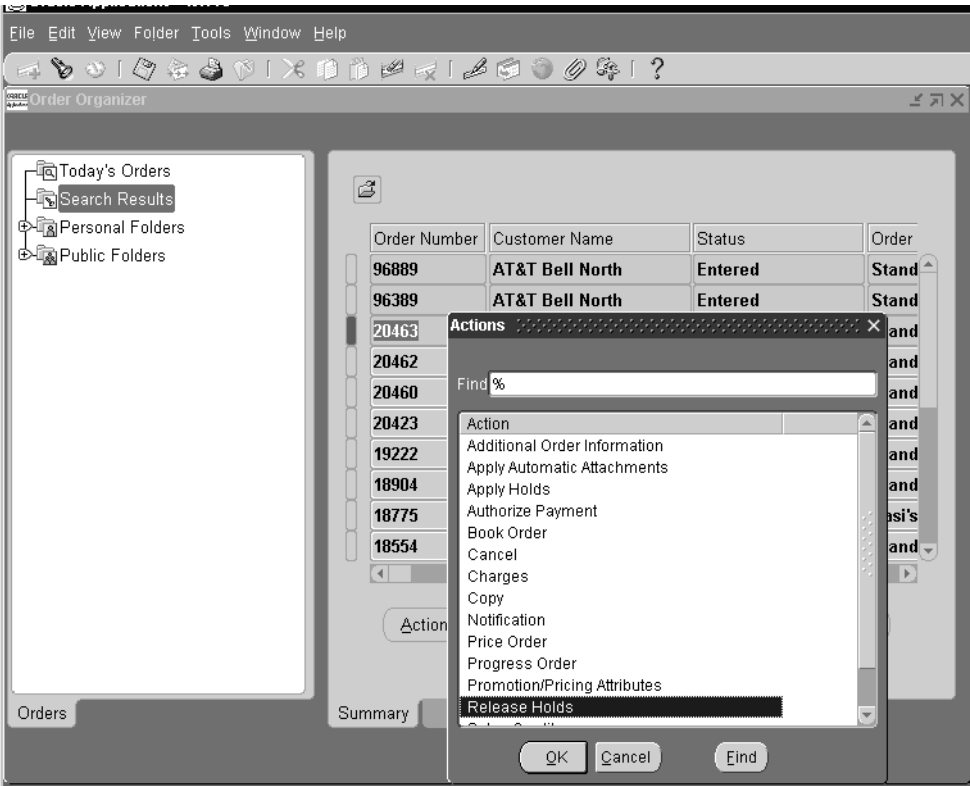 File Edit View Folder Tools Window Help
Order Organizer
Today's Orders
Search Results
Personal Folders
Public Folders
Order Number Customer Name Status Order
96889 AT&T Bell North Entered Stand
96389 AT&T Bell North Entered Stand
20463 and
20462 and
20460 and
20423 and
19222 and
18904 and
18775 asi's
18554 and
Action
Orders
Summary
Actions
Find %
Action
Additional Order Information
Apply Automatic Attachments
Apply Holds
Authorize Payment
Book Order
Cancel
Charges
Copy
Notification
Price Order
Progress Order
Promotion/Pricing Attributes
Release Holds
OK Cancel Find